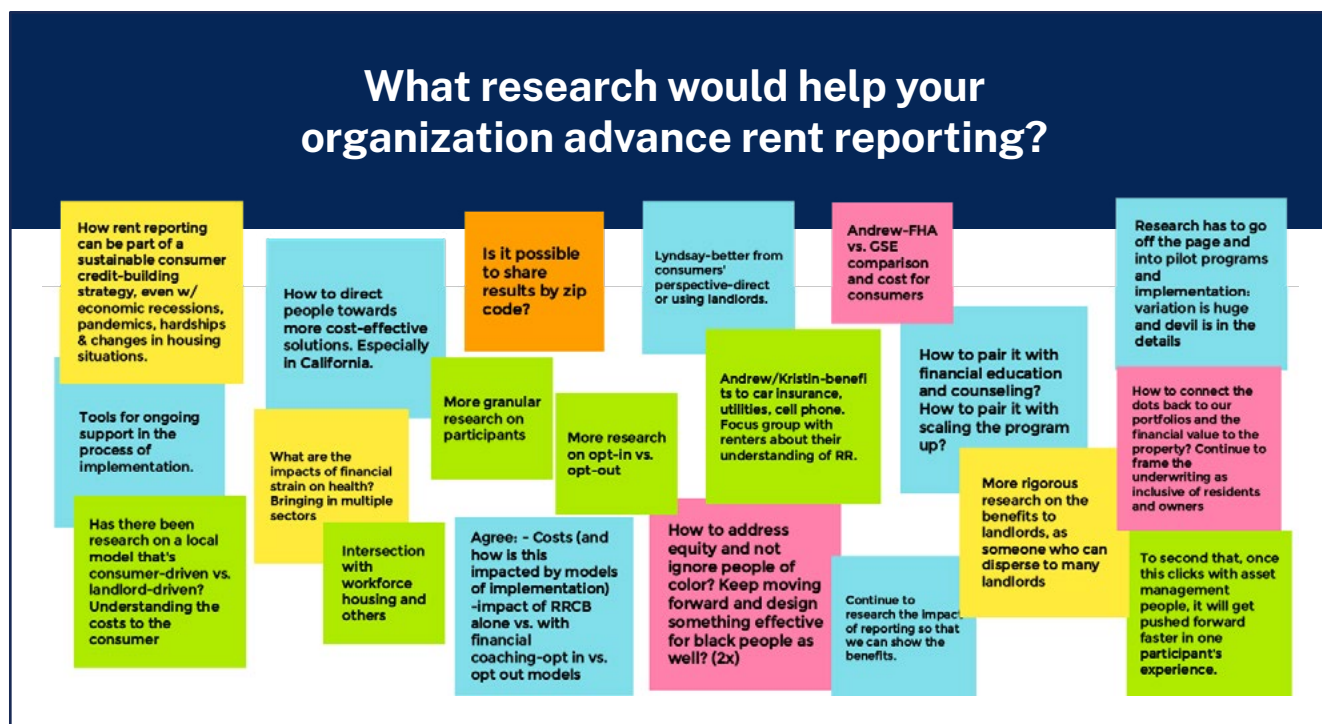 What research would help your
organization advance rent reporting?
How rent reporting
can be part of a
sustainable consumer
credit-building
strategy, even w/
economic recessions,
pandemics, hardships
& changes in housing
situations.
How to direct
people towards
more cost-effective
solutions. Especially
in California.
Is it possible
to share
results by zip
code?
Lyndsay-better from
consumers'
perspective-direct
or using landlords.
Andrew-FHA
vs. GSE
comparison
and cost for
consumers
Research has to go
off the page and
into pilot programs
and
implementation:
variation is huge
and devil is in the
details
Tools for ongoing
support in the
process of
implementation.
What are the
impacts of financial
strain on health?
Bringing in multiple
sectors
More granular
research on
participants
More research
on opt-in vs.
opt-out
Andrew/Kristin-benefi
ts to car insurance,
utilities, cell phone.
Focus group with
renters about their
understanding of RR.
How to pair it with
financial education
and counseling?
How to pair it with
scaling the program
up?
How to connect the
dots back to our
portfolios and the
financial value to the
property? Continue to
frame the
underwriting as
inclusive of residents
and owners
Has there been
research on a local
model that's
consumer-driven vs.
landlord-driven?
Understanding the
costs to the
consumer
Intersection
with
workforce
housing and
others
Agree: - Costs (and
how is this
impacted by models
of implementation)
-impact of RRCB
alone vs. with
financial
coaching-opt in vs.
opt out models
How to address
equity and not
ignore people of
color? Keep moving
forward and design
something effective
for black people as
well? (2x)
Continue to
research the impact
of reporting so that
we can show the
benefits.
More rigorous
research on the
benefits to
landlords, as
someone who can
disperse to many
landlords
To second that, once
this clicks with asset
management
people, it will get
pushed forward
faster in one
participant's
experience.